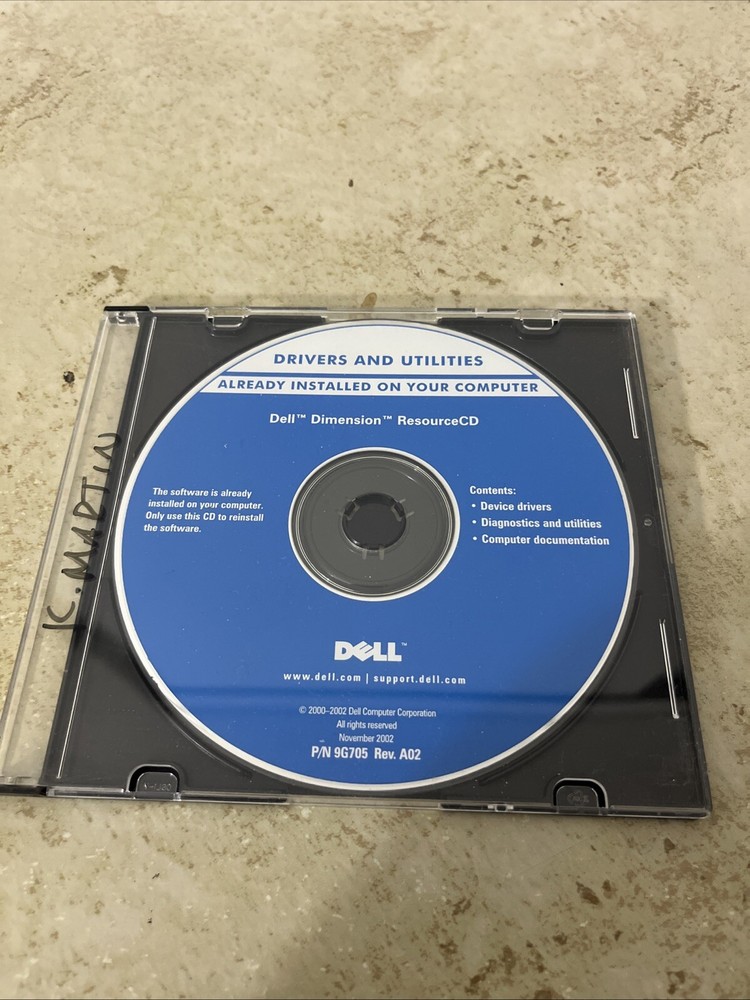 DRIVERS AND UTILITIES
ALREADY INSTALLED ON YOUR COMPUTER
Dell™ Dimension™ ResourceCD
The software is already
installed on your computer.
Only use this CD to reinstall
the software.
Contents:
• Device drivers
• Diagnostics and utilities
• Computer documentation
DELL™
www.dell.com | support.dell.com
© 2000–2002 Dell Computer Corporation
All rights reserved
November 2002
P/N 9G705 Rev. A02
K. MARTIN